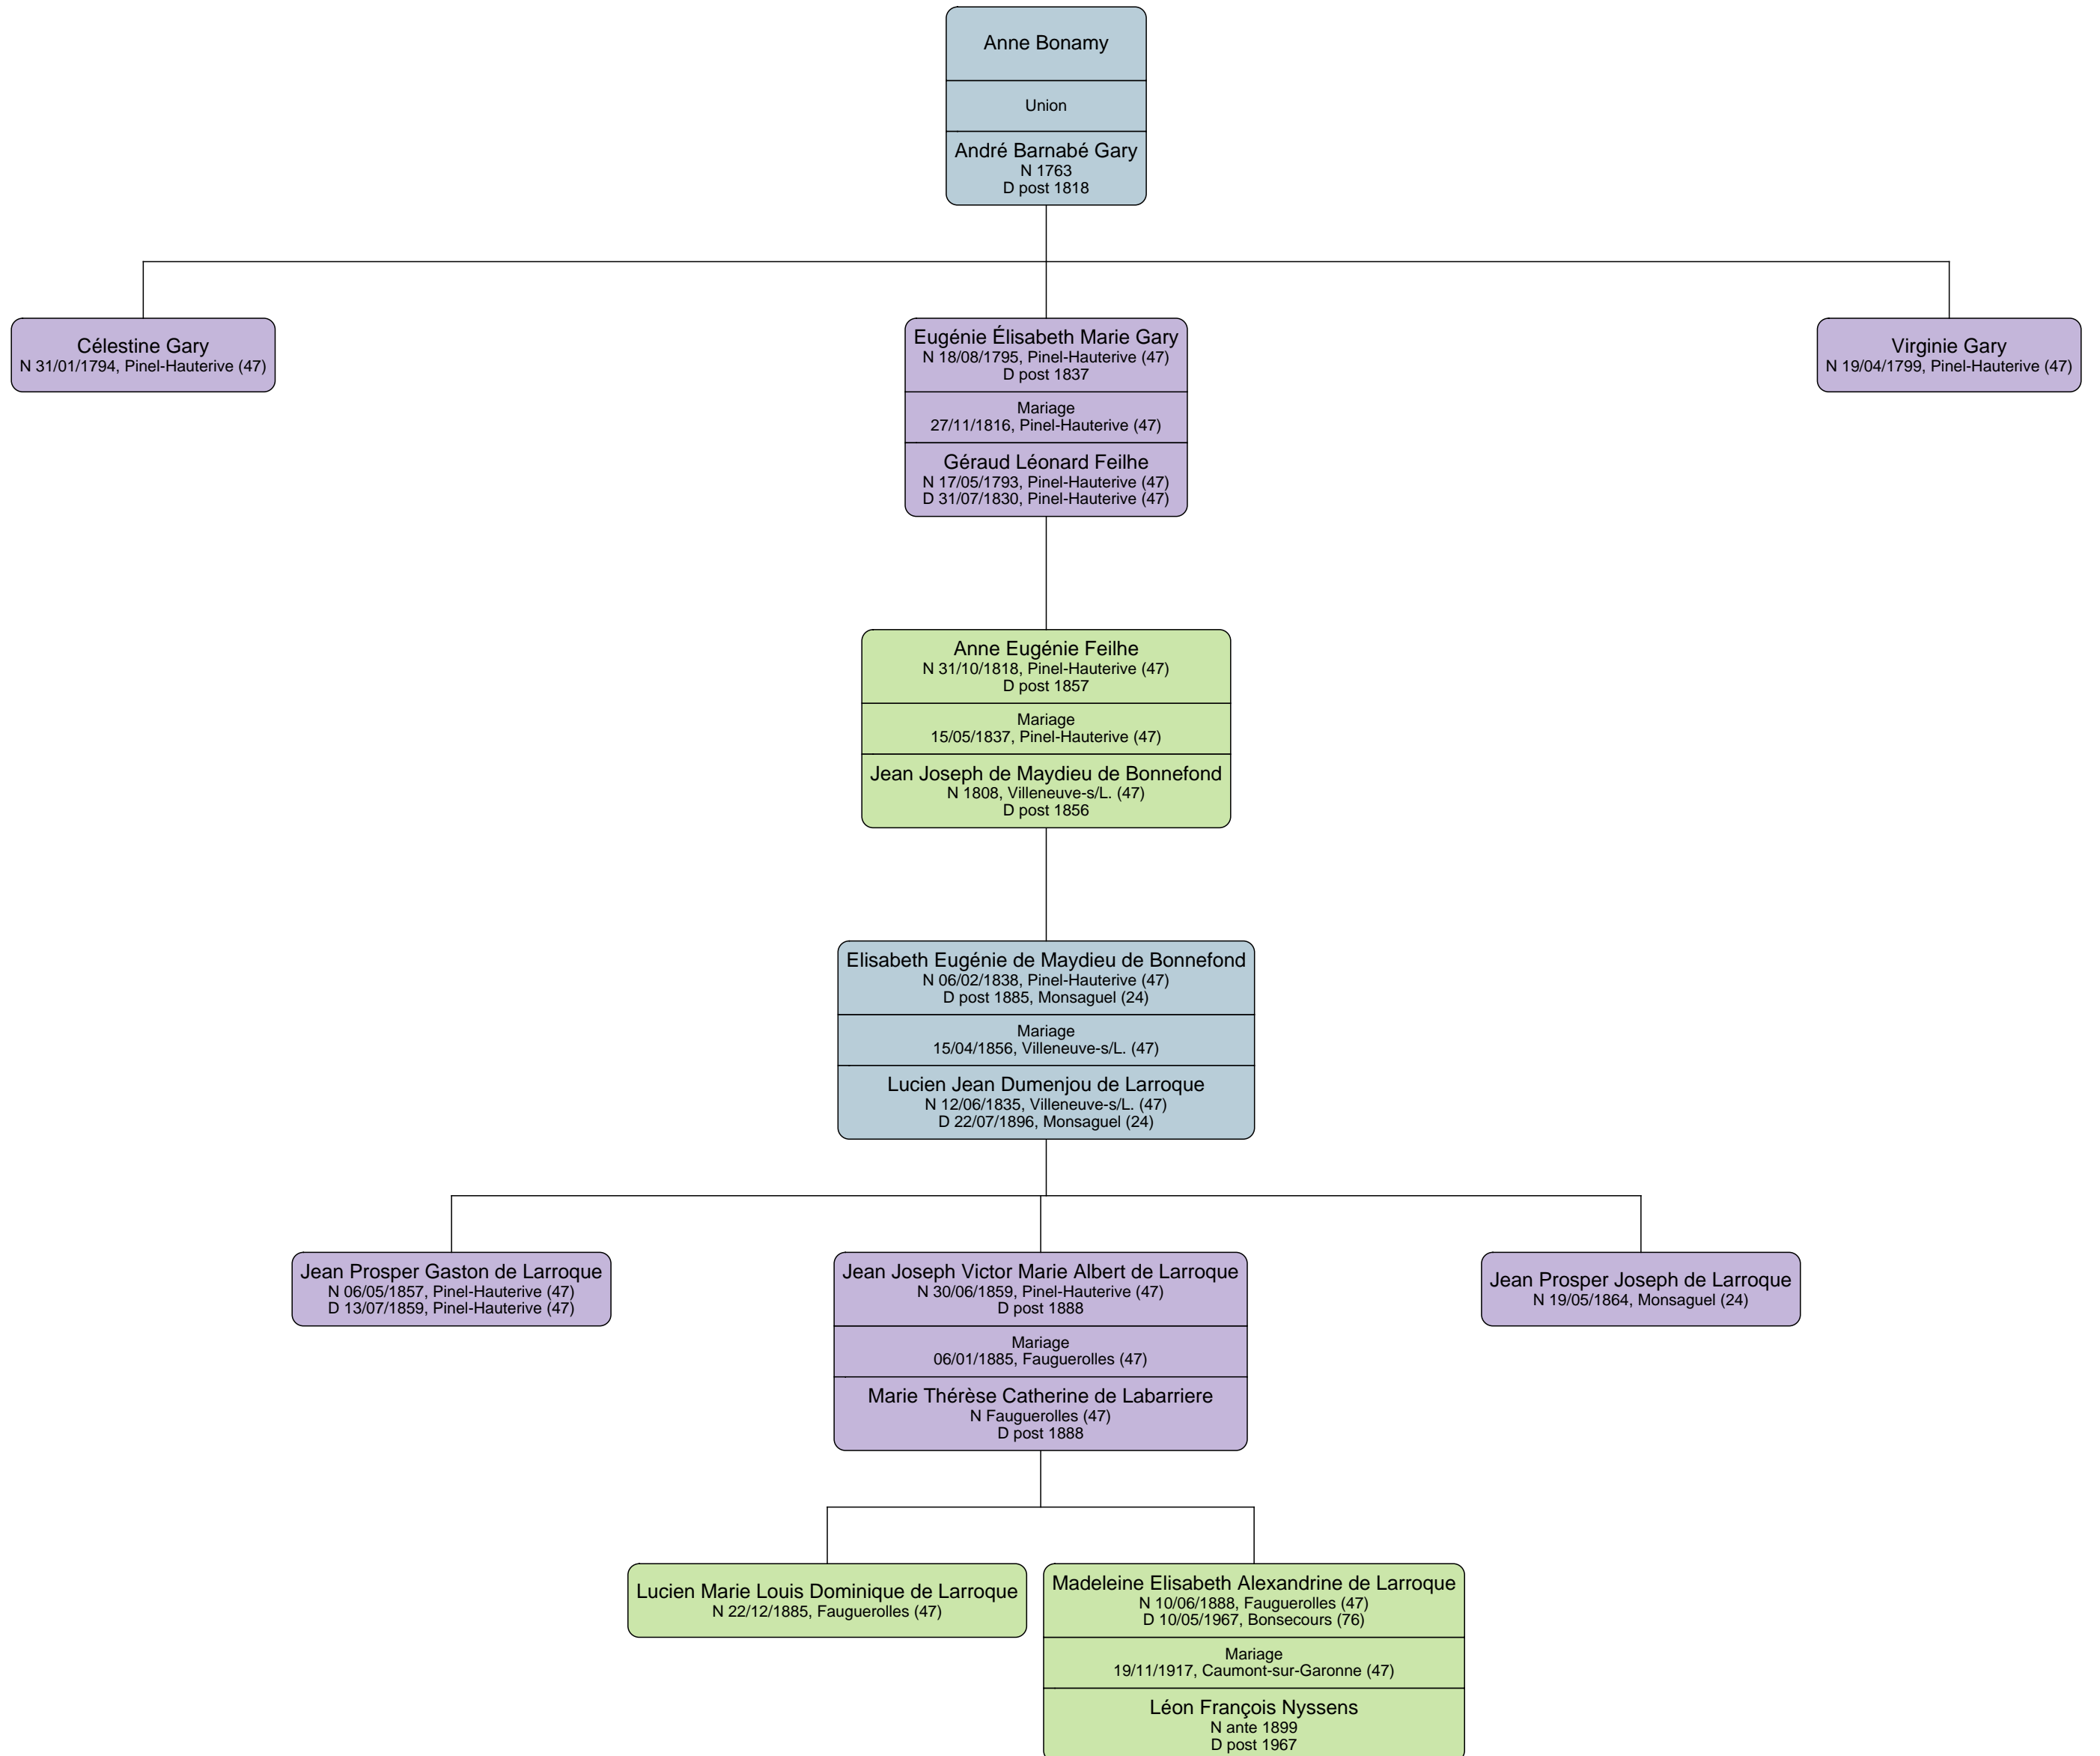 Anne Bonamy
Union
André Barnabé Gary
N 1763
D post 1818
Célestine Gary
N 31/01/1794, Pinel-Hauterive (47)
Eugénie Élisabeth Marie Gary
N 18/08/1795, Pinel-Hauterive (47)
D post 1837
Mariage
27/11/1816, Pinel-Hauterive (47)
Géraud Léonard Feilhe
N 17/05/1793, Pinel-Hauterive (47)
D 31/07/1830, Pinel-Hauterive (47)
Virginie Gary
N 19/04/1799, Pinel-Hauterive (47)
Anne Eugénie Feilhe
N 31/10/1818, Pinel-Hauterive (47)
D post 1857
Mariage
15/05/1837, Pinel-Hauterive (47)
Jean Joseph de Maydieu de Bonnefond
N 1808, Villeneuve-s/L. (47)
D post 1856
Elisabeth Eugénie de Maydieu de Bonnefond
N 06/02/1838, Pinel-Hauterive (47)
D post 1885, Monsaguel (24)
Mariage
15/04/1856, Villeneuve-s/L. (47)
Lucien Jean Dumenjou de Larroque
N 12/06/1835, Villeneuve-s/L. (47)
D 22/07/1896, Monsaguel (24)
Jean Prosper Gaston de Larroque
N 06/05/1857, Pinel-Hauterive (47)
D 13/07/1859, Pinel-Hauterive (47)
Jean Joseph Victor Marie Albert de Larroque
N 30/06/1859, Pinel-Hauterive (47)
D post 1888
Mariage
06/01/1885, Fauguerolles (47)
Marie Thérèse Catherine de Labarriere
N Fauguerolles (47)
D post 1888
Jean Prosper Joseph de Larroque
N 19/05/1864, Monsaguel (24)
Lucien Marie Louis Dominique de Larroque
N 22/12/1885, Fauguerolles (47)
Madeleine Elisabeth Alexandrine de Larroque
N 10/06/1888, Fauguerolles (47)
D 10/05/1967, Bonsecours (76)
Mariage
19/11/1917, Caumont-sur-Garonne (47)
Léon François Nyssens
N ante 1899
D post 1967